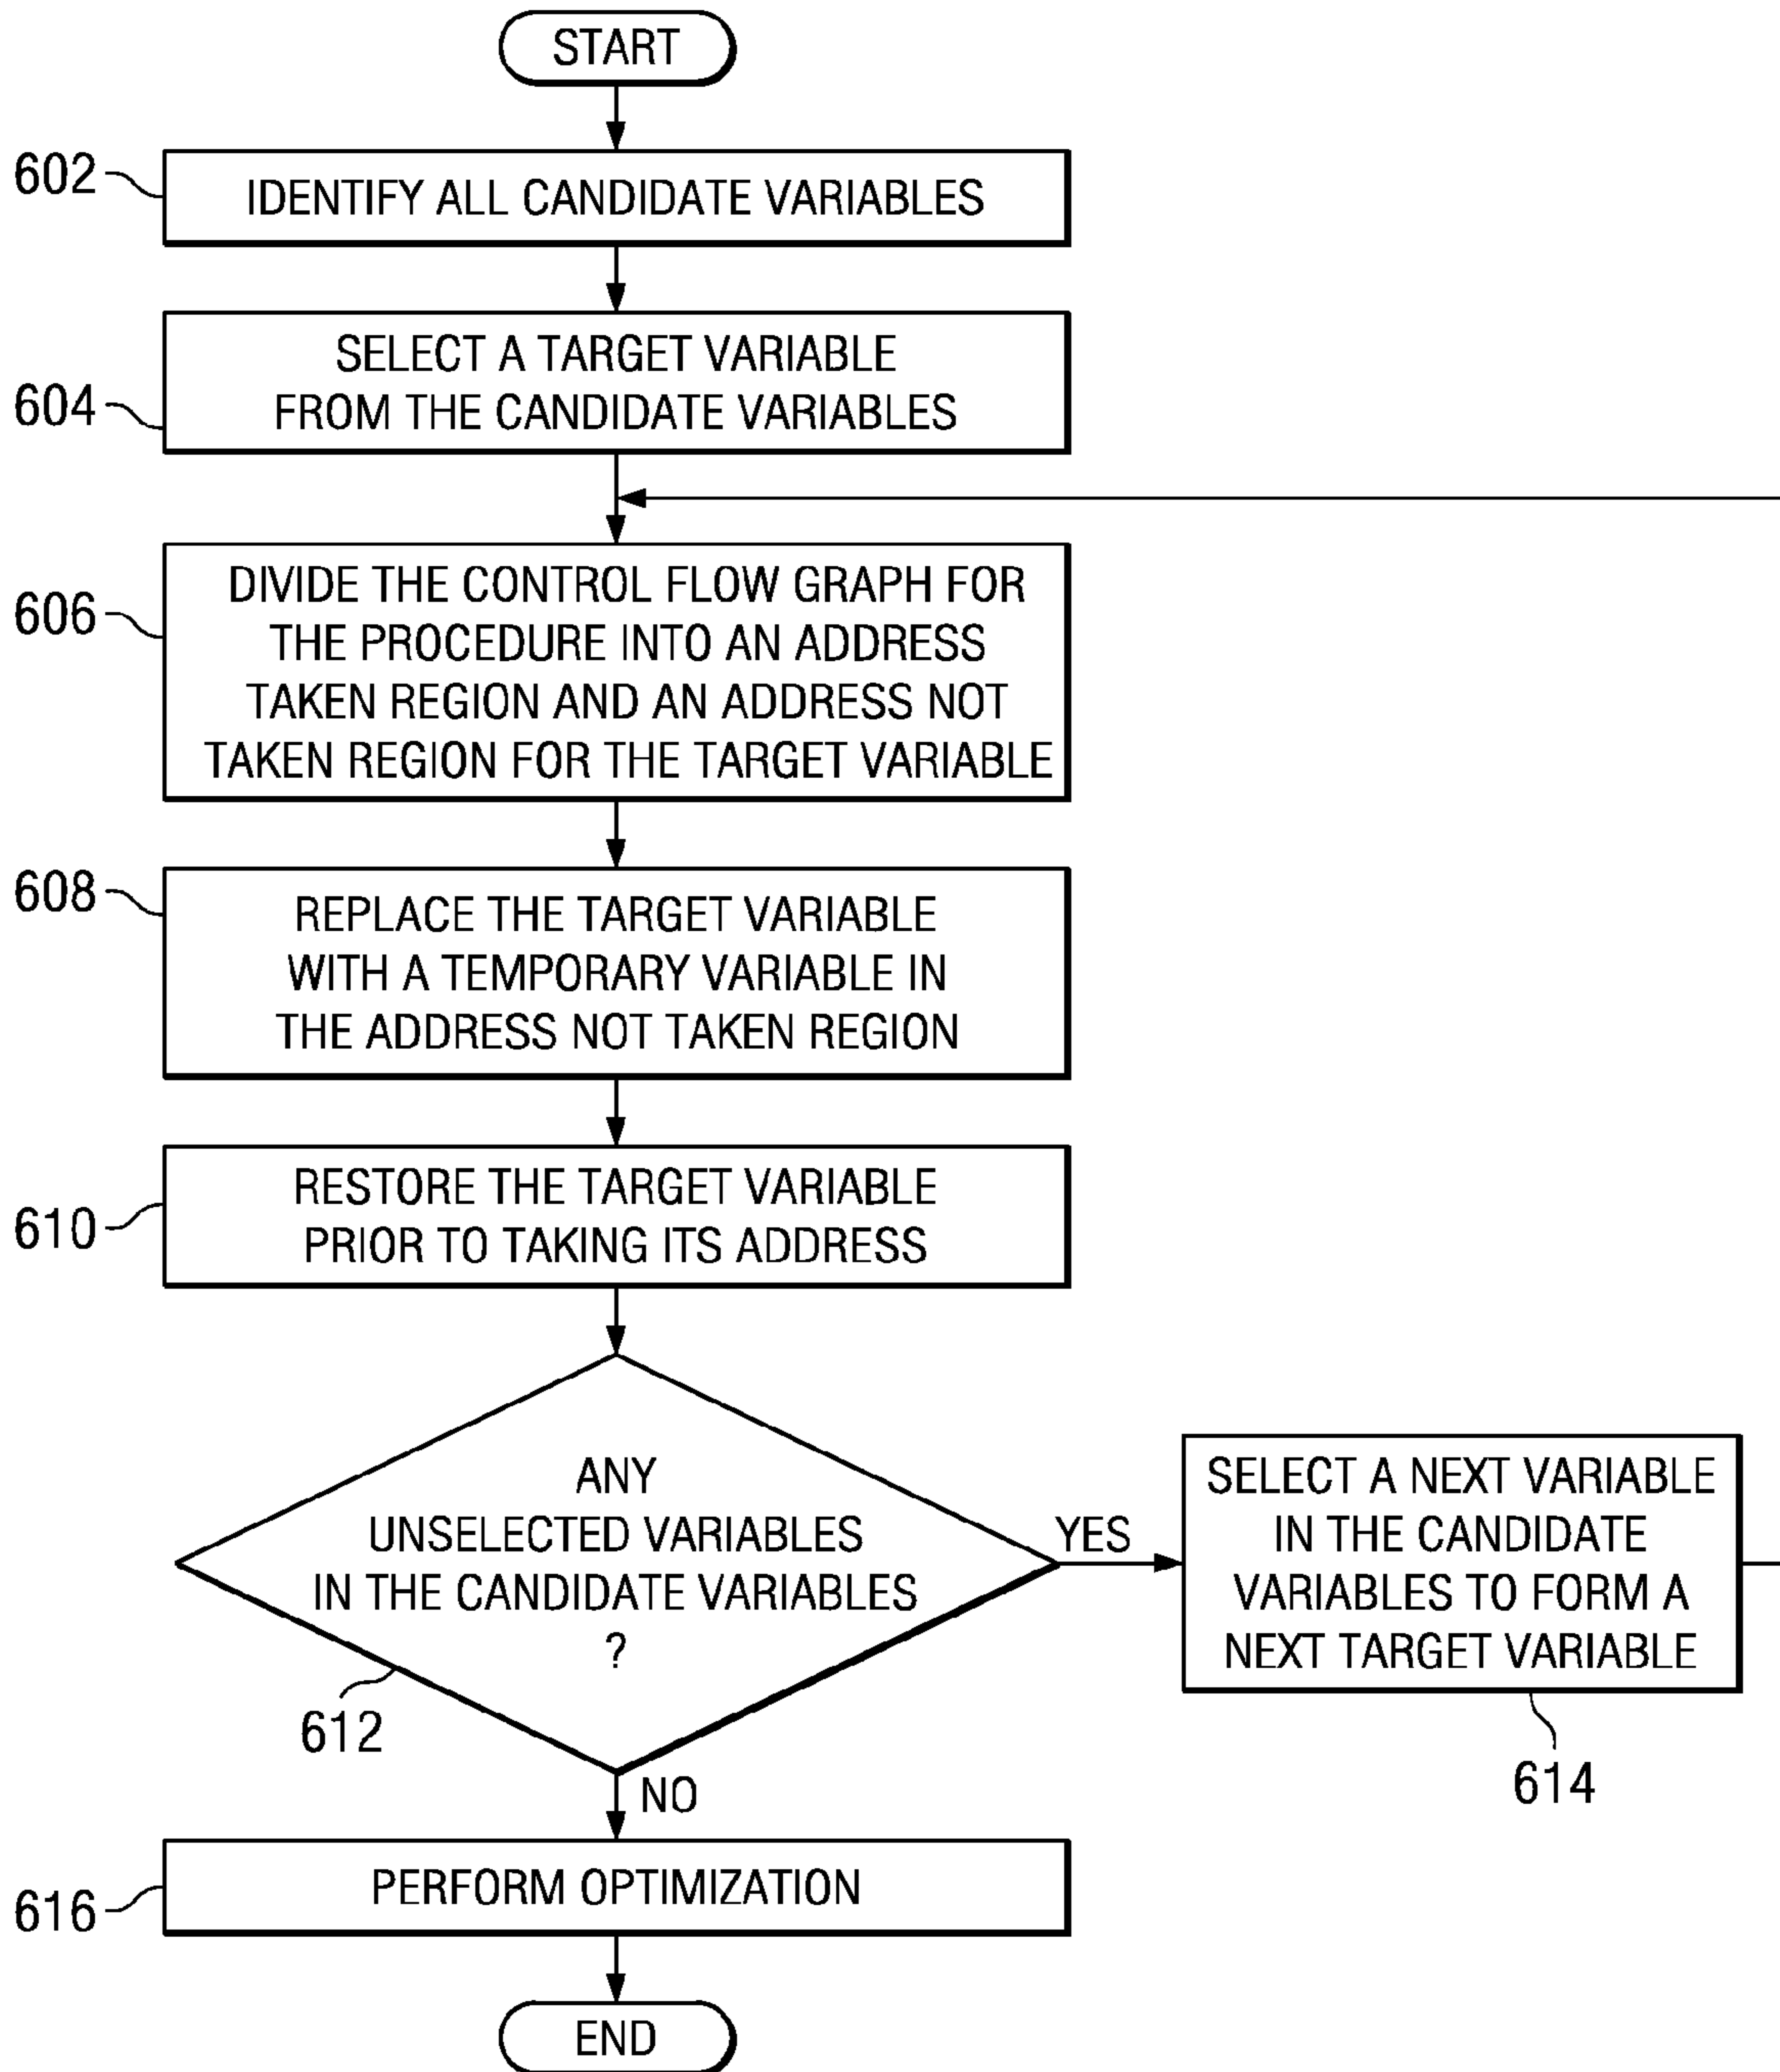 START
602
IDENTIFY ALL CANDIDATE VARIABLES
604
SELECT A TARGET VARIABLE
FROM THE CANDIDATE VARIABLES
606
DIVIDE THE CONTROL FLOW GRAPH FOR
THE PROCEDURE INTO AN ADDRESS
TAKEN REGION AND AN ADDRESS NOT
TAKEN REGION FOR THE TARGET VARIABLE
608
REPLACE THE TARGET VARIABLE
WITH A TEMPORARY VARIABLE IN
THE ADDRESS NOT TAKEN REGION
610
RESTORE THE TARGET VARIABLE
PRIOR TO TAKING ITS ADDRESS
ANY
UNSELECTED VARIABLES
IN THE CANDIDATE VARIABLES
?
612
YES
SELECT A NEXT VARIABLE
IN THE CANDIDATE
VARIABLES TO FORM A
NEXT TARGET VARIABLE
614
NO
616
PERFORM OPTIMIZATION
END